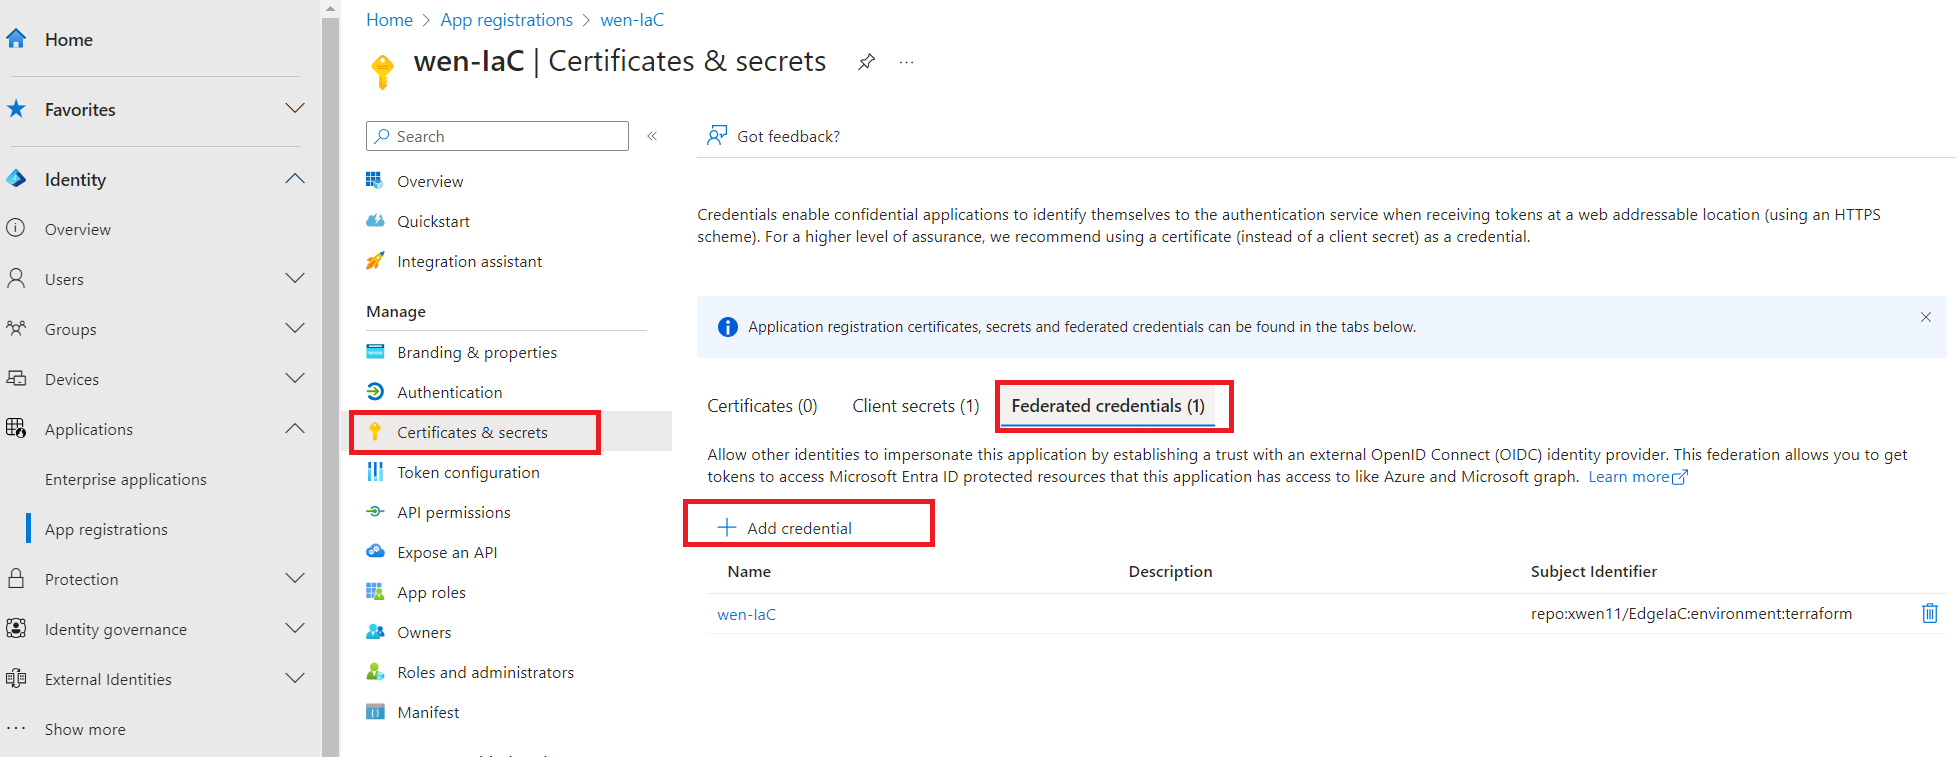 Home
Favorites
Identity
Overview
Users
Groups
Devices
Applications
Enterprise applications
App registrations
Protection
Identity governance
External Identities
Show more
Home > App registrations > wen-IaC
wen-IaC | Certificates & secrets
Search
Overview
Quickstart
Integration assistant
Manage
Branding & properties
Authentication
Certificates & secrets
Token configuration
API permissions
Expose an API
App roles
Owners
Roles and administrators
Manifest
Got feedback?
Credentials enable confidential applications to identify themselves to the authentication service when receiving tokens at a web addressable location (using an HTTPS
scheme). For a higher level of assurance, we recommend using a certificate (instead of a client secret) as a credential.
Application registration certificates, secrets and federated credentials can be found in the tabs below.
Certificates (0) Client secrets (1) Federated credentials (1)
Allow other identities to impersonate this application by establishing a trust with an external OpenID Connect (OIDC) identity provider. This federation allows you to get
tokens to access Microsoft Entra ID protected resources that this application has access to like Azure and Microsoft graph. Learn more
Add credential
Name Description Subject Identifier
wen-IaC repo:xwen11/EdgeIaC:environment:terraform